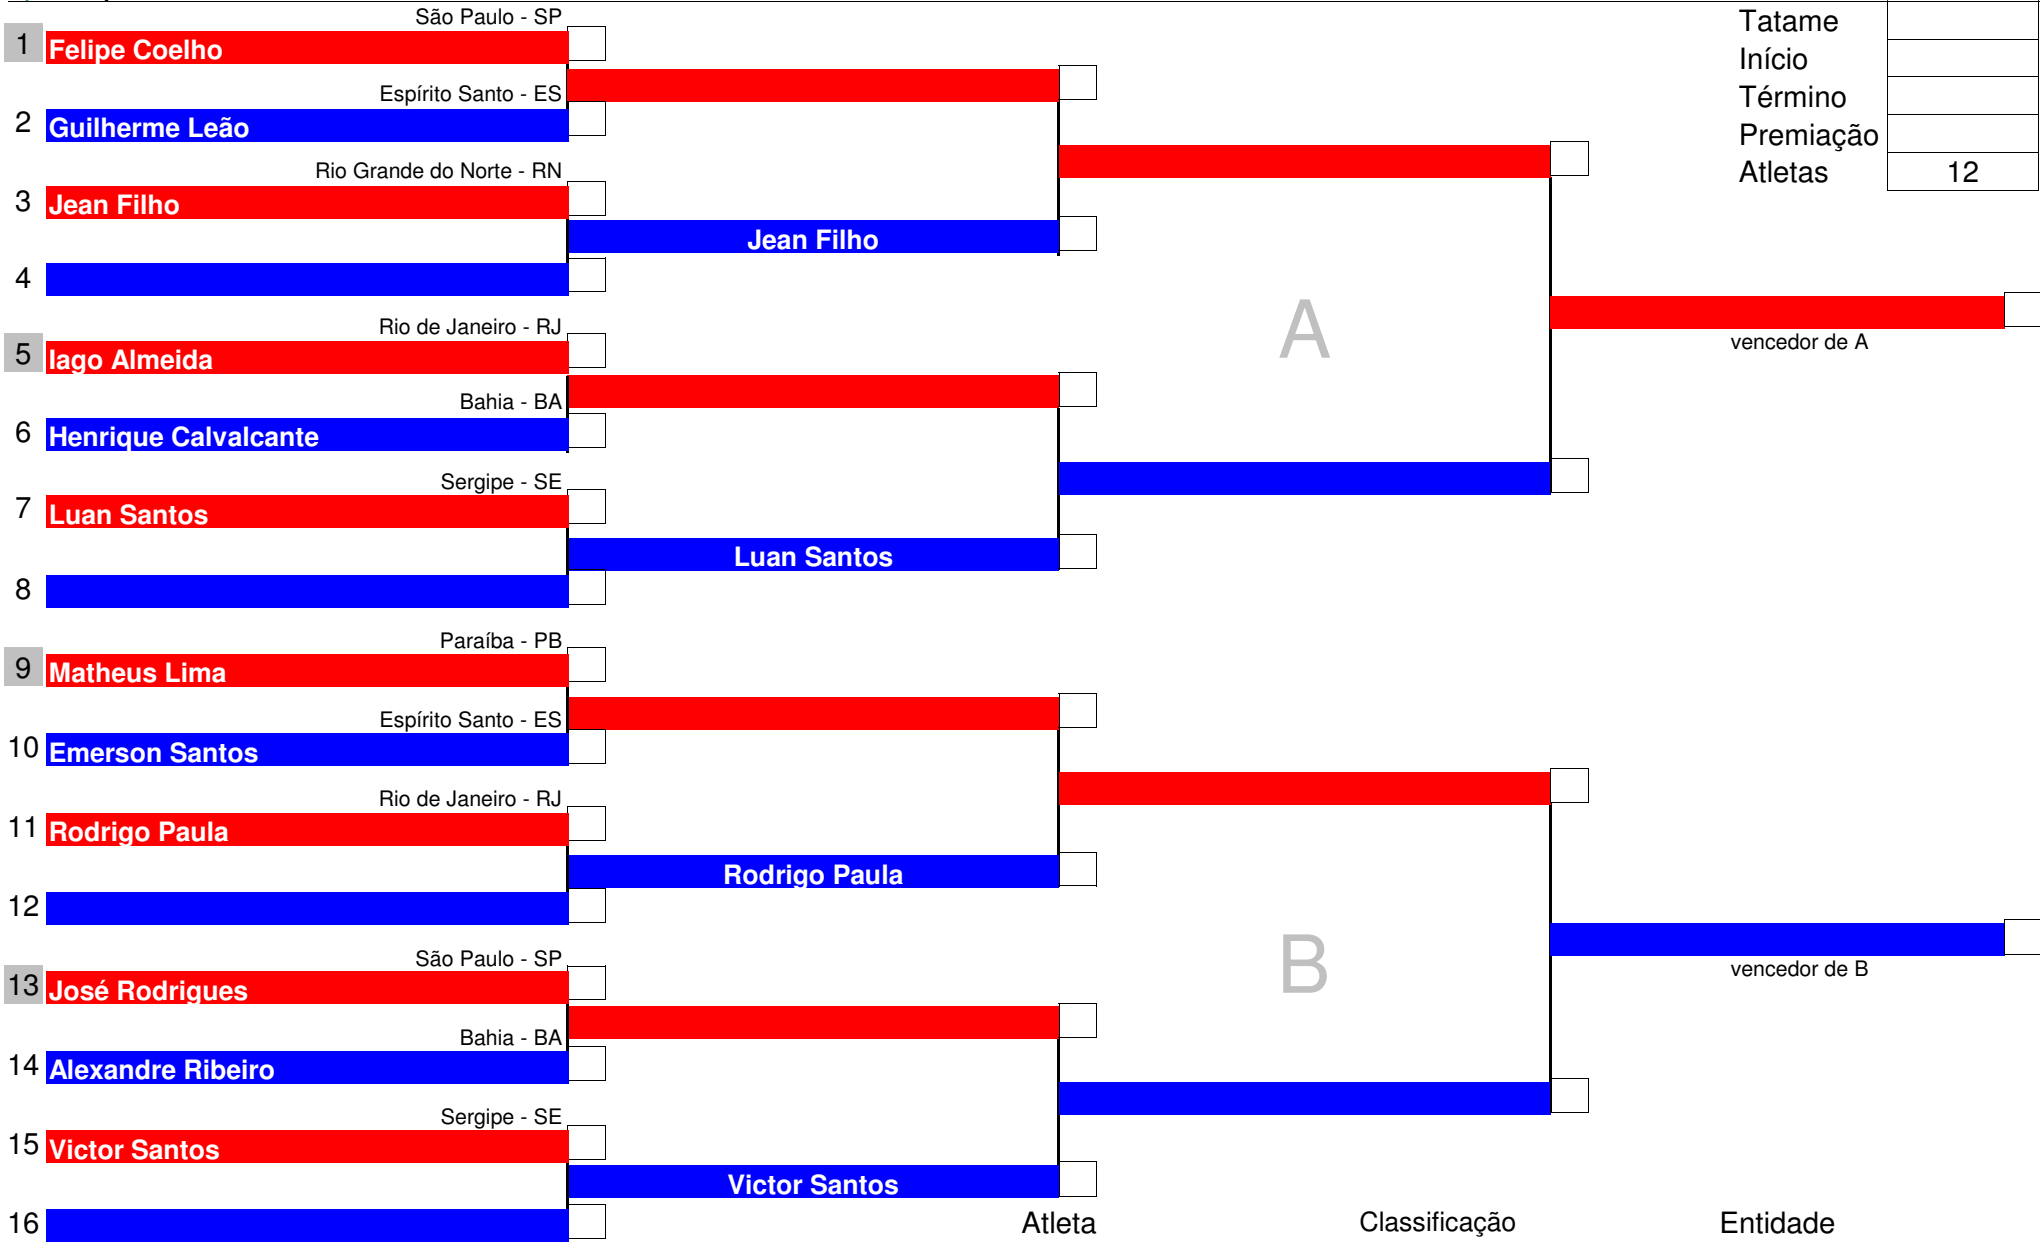 São Paulo - SP
1 Felipe Coelho
Espírito Santo - ES
2 Guilherme Leão
Rio Grande do Norte - RN
3 Jean Filho
Jean Filho
4
Rio de Janeiro - RJ
5 Iago Almeida
Bahia - BA
6 Henrique Calvalcante
Sergipe - SE
7 Luan Santos
Luan Santos
8
Tatame
Início
Término
Premiação
Atletas 12
A
vencedor de A
Paraíba - PB
9 Matheus Lima
Espírito Santo - ES
10 Emerson Santos
Rio de Janeiro - RJ
11 Rodrigo Paula
Rodrigo Paula
12
São Paulo - SP
13 José Rodrigues
Bahia - BA
14 Alexandre Ribeiro
Sergipe - SE
15 Victor Santos
Victor Santos
16
B
vencedor de B
Atleta Classificação Entidade